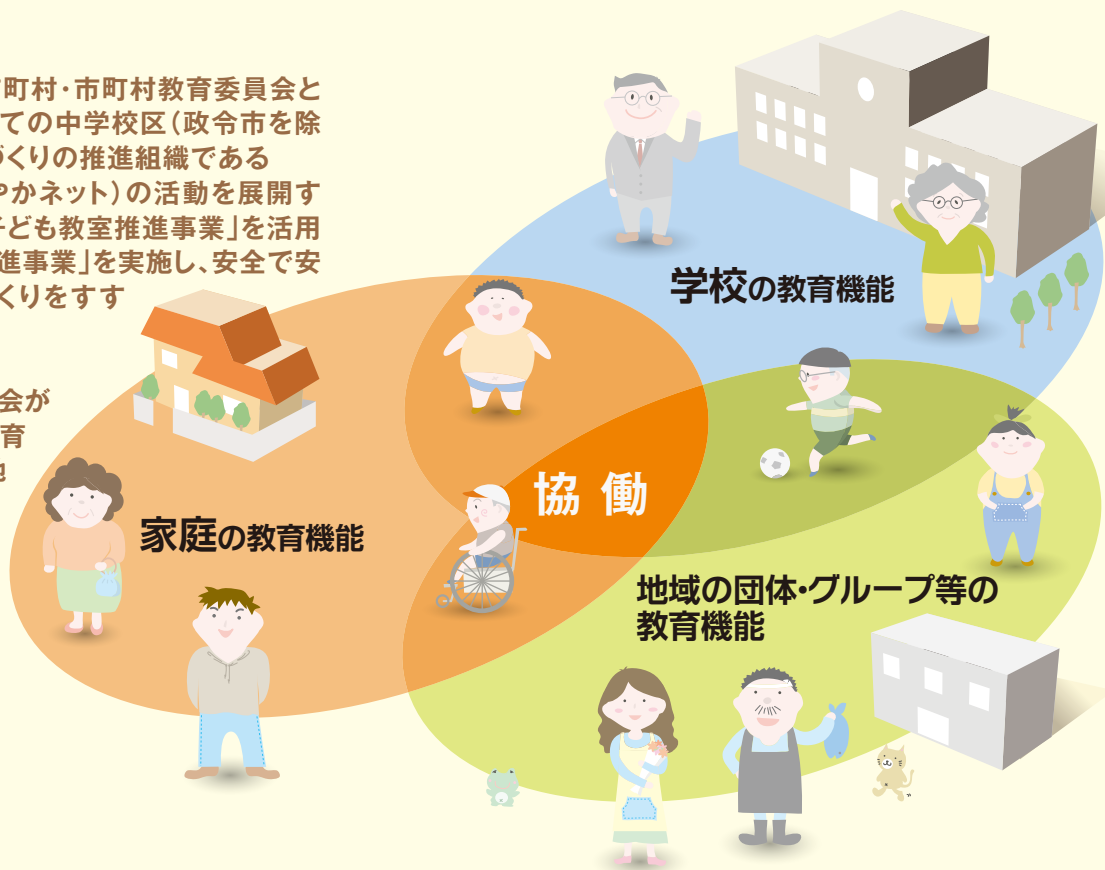 町村・市町村教育委員会と
ての中学校区（政令市を除
づくりの推進組織である
やかネット）の活動を展開す
子ども教室推進事業」を活用
進事業」を実施し、安全で安
くりをすす
会が
育
学校の教育機能
協 働
家庭の教育機能
地域の団体・グループ等の
教育機能